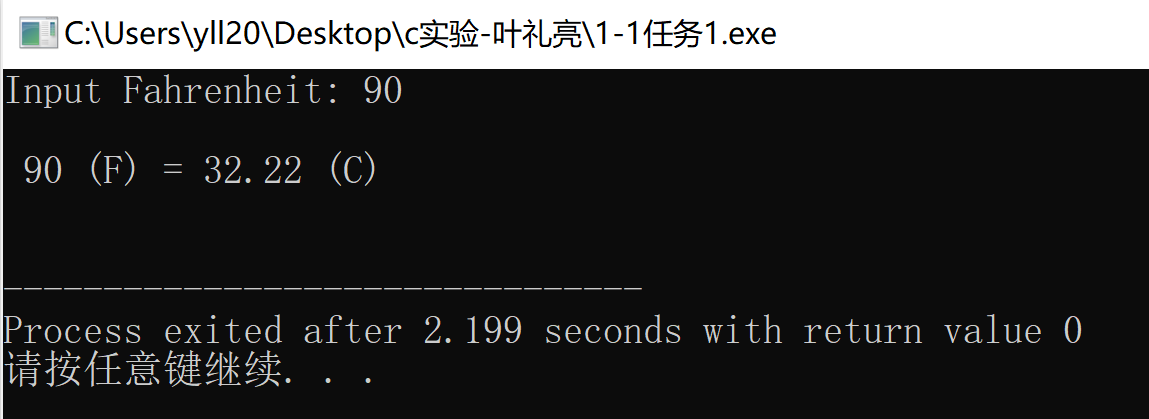 C:\Users\yll20\Desktop\c实验-叶礼亮\1-1任务1.exe
Input Fahrenheit: 90
90 (F) = 32.22 (C)
--------------------------------
Process exited after 2.199 seconds with return value 0
请按任意键继续. . .